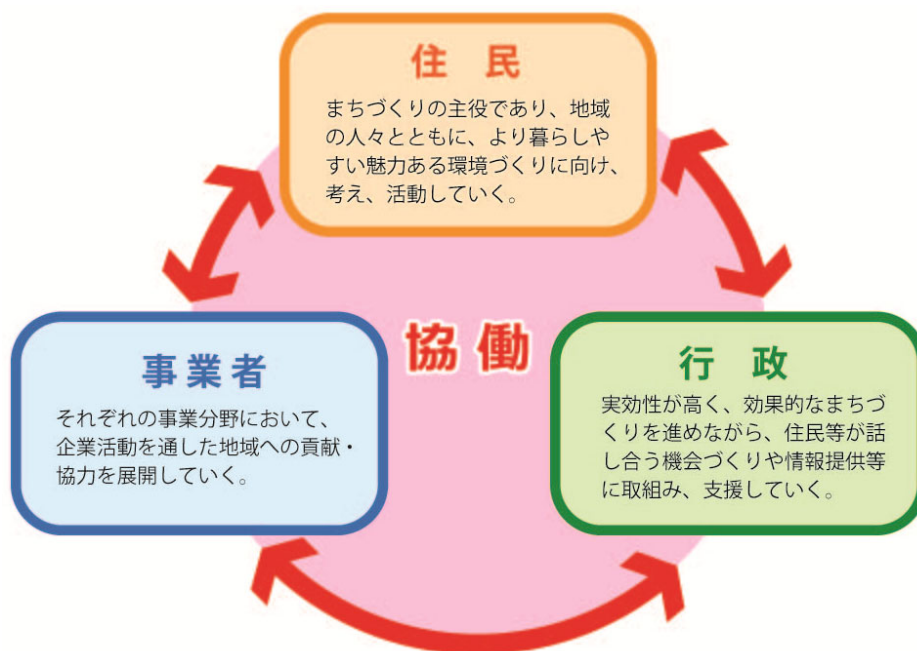 住　民
まちづくりの主役であり、地域
の人々とともに、より暮らしや
すい魅力ある環境づくりに向け、
考え、活動していく。
協 働
事 業 者
それぞれの事業分野において、
企業活動を通した地域への貢献・
協力を展開していく。
行　政
実効性が高く、効果的なまちづ
くりを進めながら、住民等が話
し合う機会づくりや情報提供等
に取組み、支援していく。